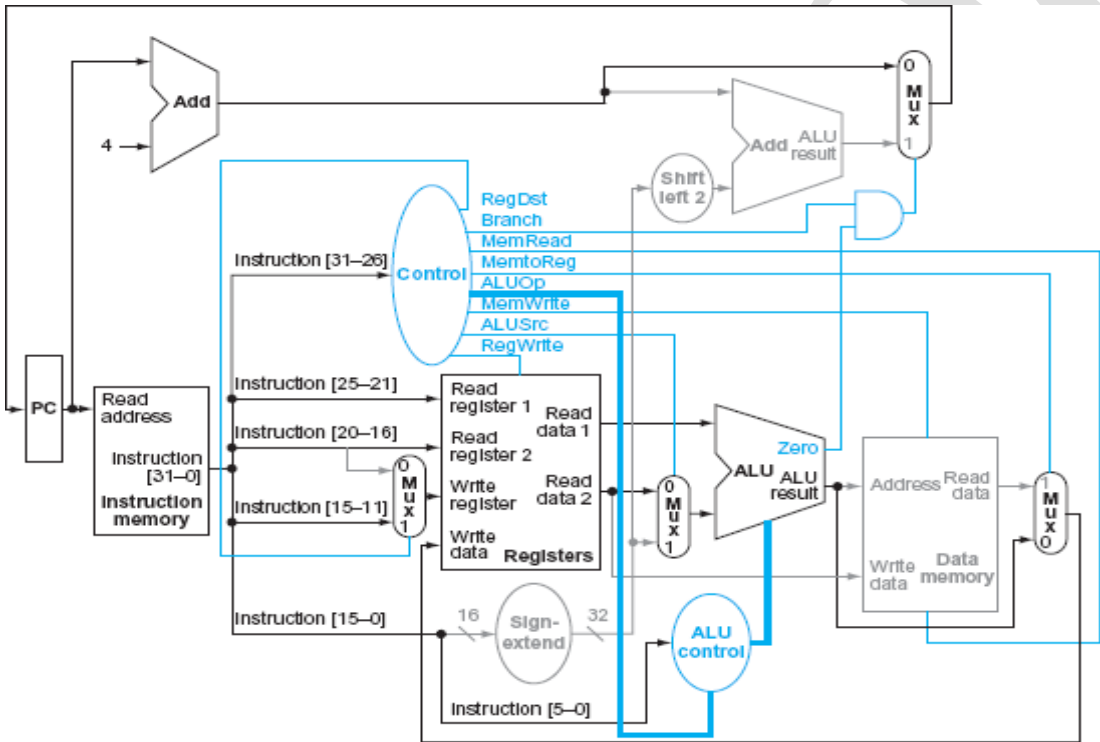 Add
4
0
Mux
1
Add
ALU
result
Shift
left 2
RegDst
Branch
MemRead
MemtoReg
ALUOp
MemWrite
ALUSrc
RegWrite
Control
Instruction [31–26]
Instruction [25–21]
Instruction [20–16]
Instruction [15–11]
Instruction [15–0]
Instruction [5–0]
PC
Read
address
Instruction
[31–0]
Instruction
memory
0
Mux
1
Read
register 1
Read
register 2
Write
register
Write
data
Read
data 1
Read
data 2
Registers
0
Mux
1
Zero
ALU
ALU
result
Address
Read
data
Write
data
Data
memory
1
Mux
0
16
Sign-
extend
32
ALU
control